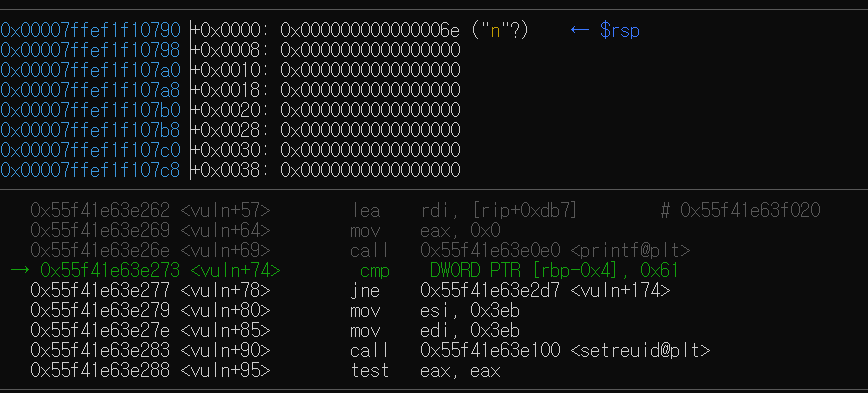 0x00007ffef1f10790│+0x0000: 0x000000000000006e ("n"?)    ← $rsp
0x00007ffef1f10798│+0x0008: 0x0000000000000000
0x00007ffef1f107a0│+0x0010: 0x0000000000000000
0x00007ffef1f107a8│+0x0018: 0x0000000000000000
0x00007ffef1f107b0│+0x0020: 0x0000000000000000
0x00007ffef1f107b8│+0x0028: 0x0000000000000000
0x00007ffef1f107c0│+0x0030: 0x0000000000000000
0x00007ffef1f107c8│+0x0038: 0x0000000000000000
0x55f41e63e262 <vuln+57>        lea    rdi, [rip+0xdb7]        # 0x55f41e63f020
0x55f41e63e269 <vuln+64>        mov    eax, 0x0
0x55f41e63e26e <vuln+69>        call   0x55f41e63e0e0 <printf@plt>
→ 0x55f41e63e273 <vuln+74>        cmp    DWORD PTR [rbp-0x4], 0x61
0x55f41e63e277 <vuln+78>        jne    0x55f41e63e2d7 <vuln+174>
0x55f41e63e279 <vuln+80>        mov    esi, 0x3eb
0x55f41e63e27e <vuln+85>        mov    edi, 0x3eb
0x55f41e63e283 <vuln+90>        call   0x55f41e63e100 <setreuid@plt>
0x55f41e63e288 <vuln+95>        test   eax, eax